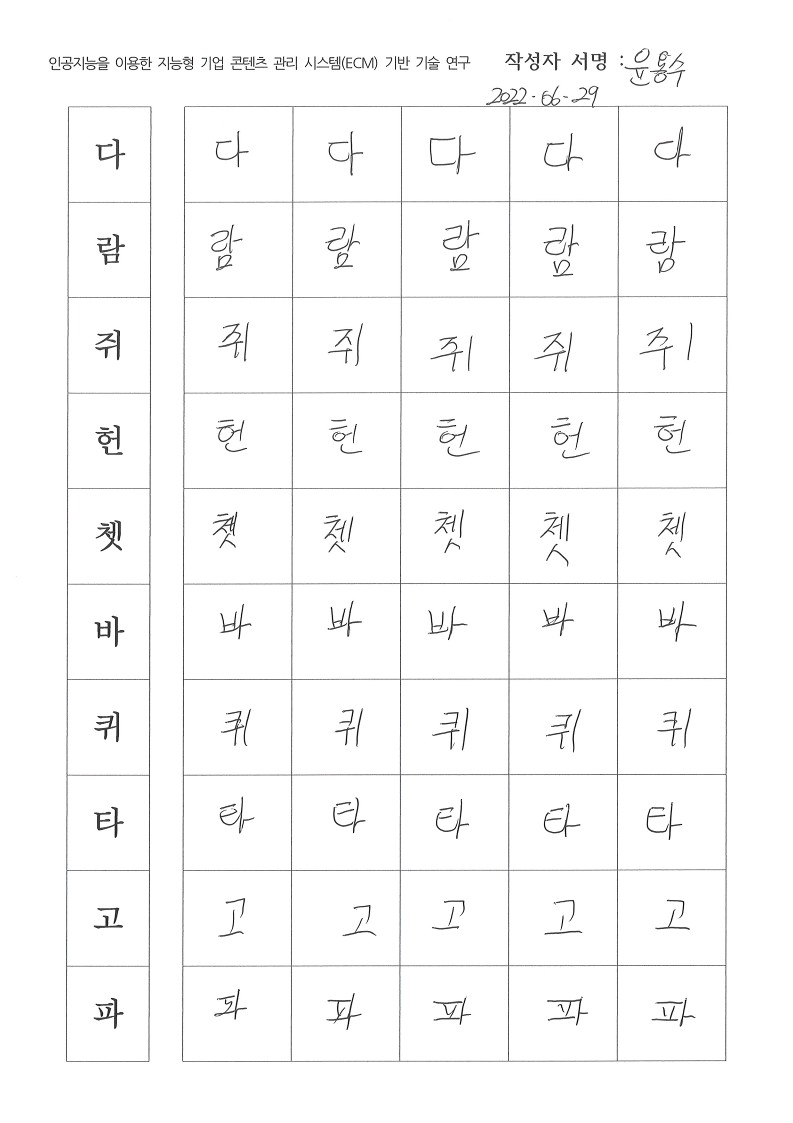 인공지능을 이용한 지능형 기업 콘텐츠 관리 시스템(ECM) 기반 기술 연구 작성자 서명 : 윤용수
2022-06-29
다 다 다 다 다 다
람 람 람 람 람 람
쥐 쥐 쥐 쥐 쥐 쥐
헌 헌 헌 헌 헌 헌
쳇 쳇 쳇 쳇 쳇 쳇
바 바 바 바 바 바
퀴 퀴 퀴 퀴 퀴 퀴
타 타 타 타 타 타
고 고 고 고 고 고
파 파 파 파 파 파